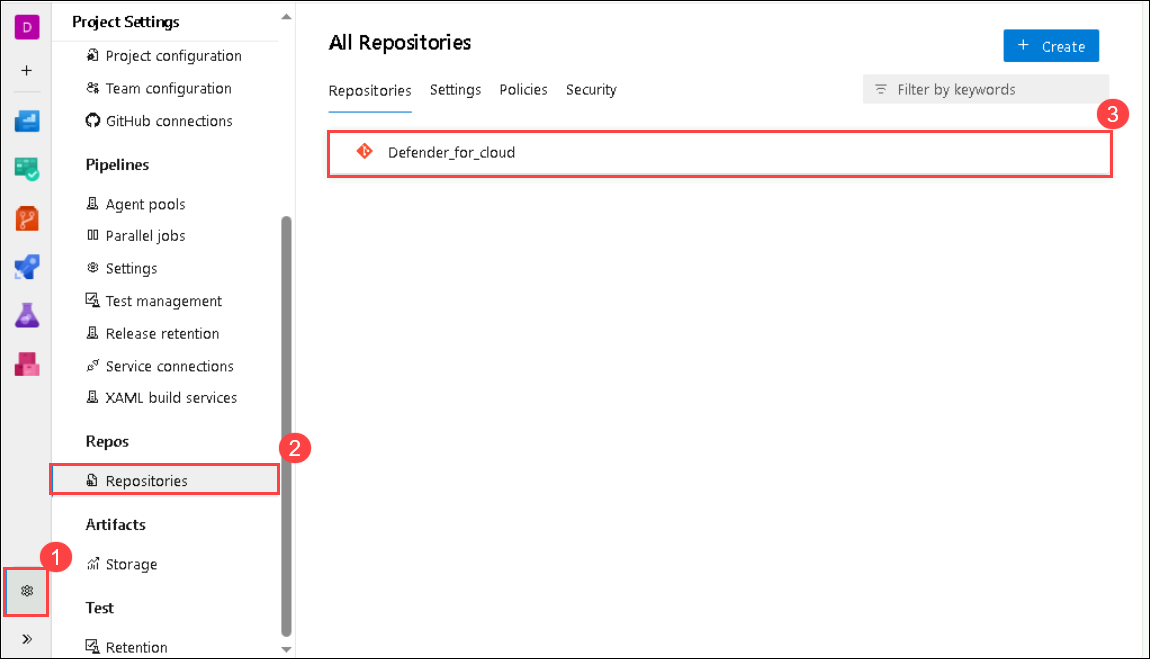 D
Project Settings
Project configuration
Team configuration
GitHub connections
Pipelines
Agent pools
Parallel jobs
Settings
Test management
Release retention
Service connections
XAML build services
Repos
Repositories
2
Artifacts
1
Storage
Test
Retention
All Repositories
+ Create
Repositories Settings Policies Security
Filter by keywords
3
Defender_for_cloud